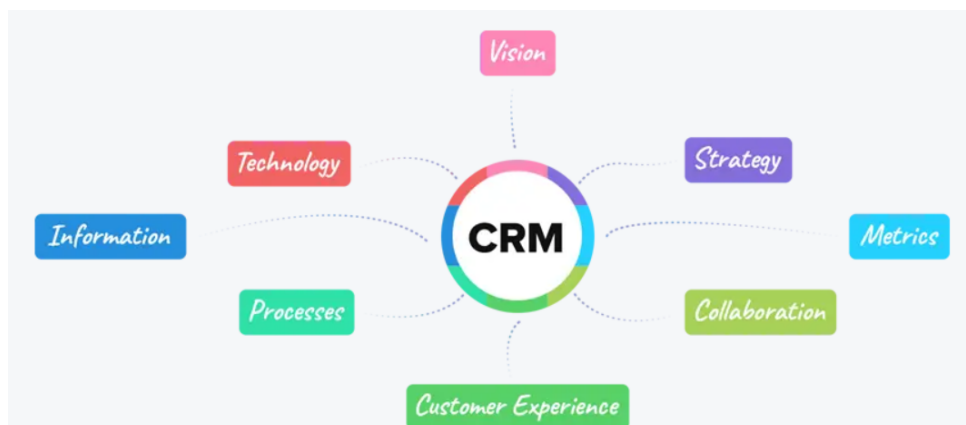 Vision
Technology
Strategy
Information
CRM
Metrics
Processes
Collaboration
Customer Experience